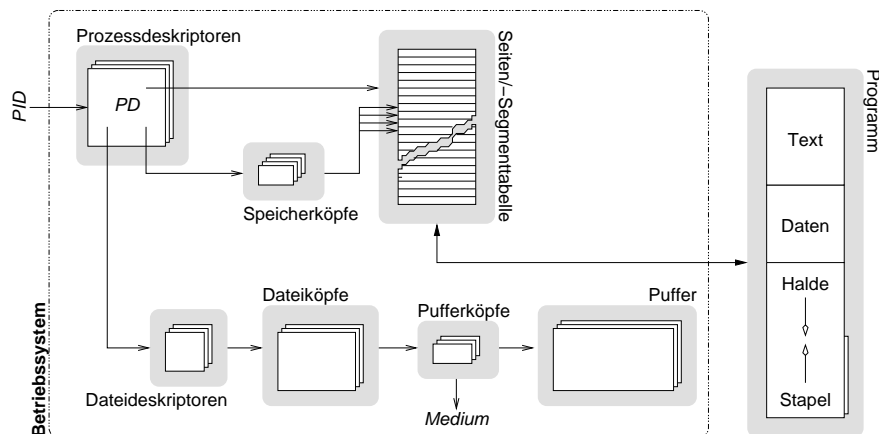 Prozessdeskriptoren
PID
PD
Speicherköpfe
Seiten/−Segmenttabelle
Programm
Text
Daten
Halde
Stapel
Dateiköpfe
Pufferköpfe
Puffer
Dateideskriptoren
Medium
Betriebssystem